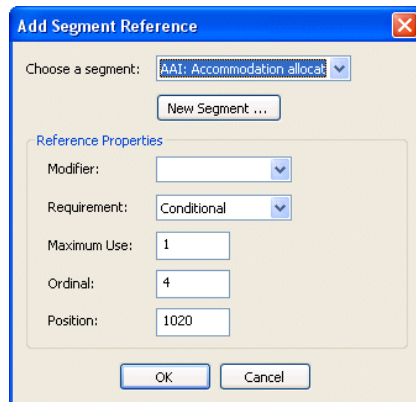 Add Segment Reference
Choose a segment: AAI: Accommodation allocat
New Segment ...
Reference Properties
Modifier:
Requirement: Conditional
Maximum Use: 1
Ordinal: 4
Position: 1020
OK Cancel